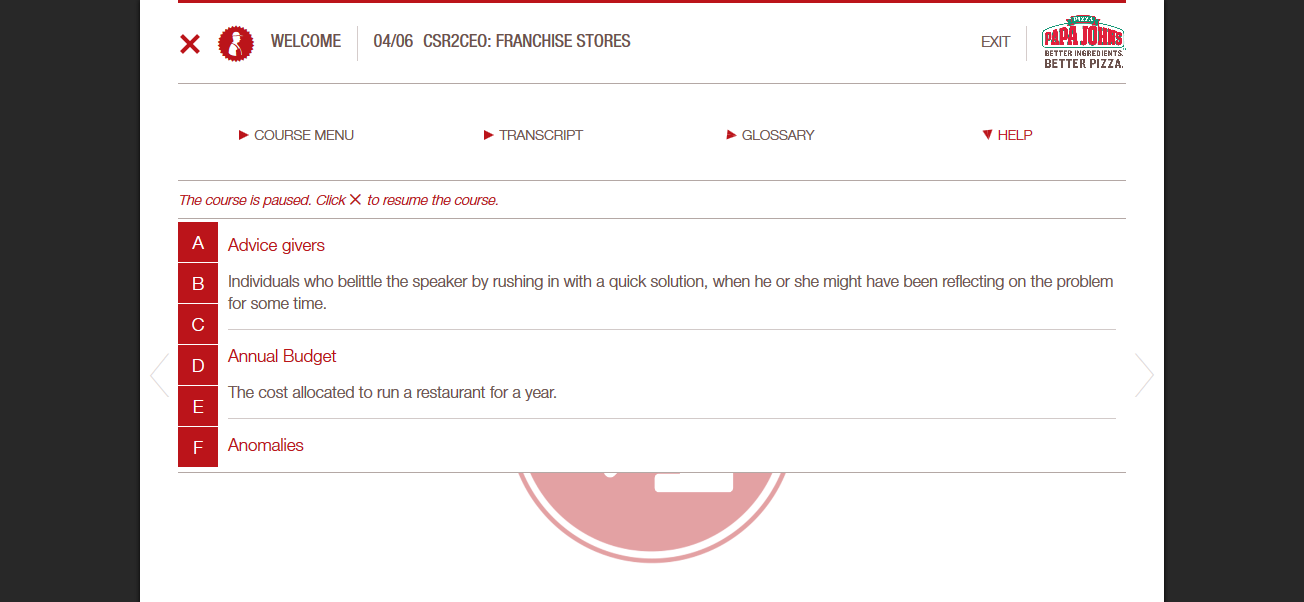 WELCOME 04/06 CSR2CEO: FRANCHISE STORES EXIT
PIZZA
PAPA JOHNS
BETTER INGREDIENTS.
BETTER PIZZA.
COURSE MENU TRANSCRIPT GLOSSARY HELP
The course is paused. Click X to resume the course.
A
B
C
D
E
F
Advice givers
Individuals who belittle the speaker by rushing in with a quick solution, when he or she might have been reflecting on the problem
for some time.
Annual Budget
The cost allocated to run a restaurant for a year.
Anomalies